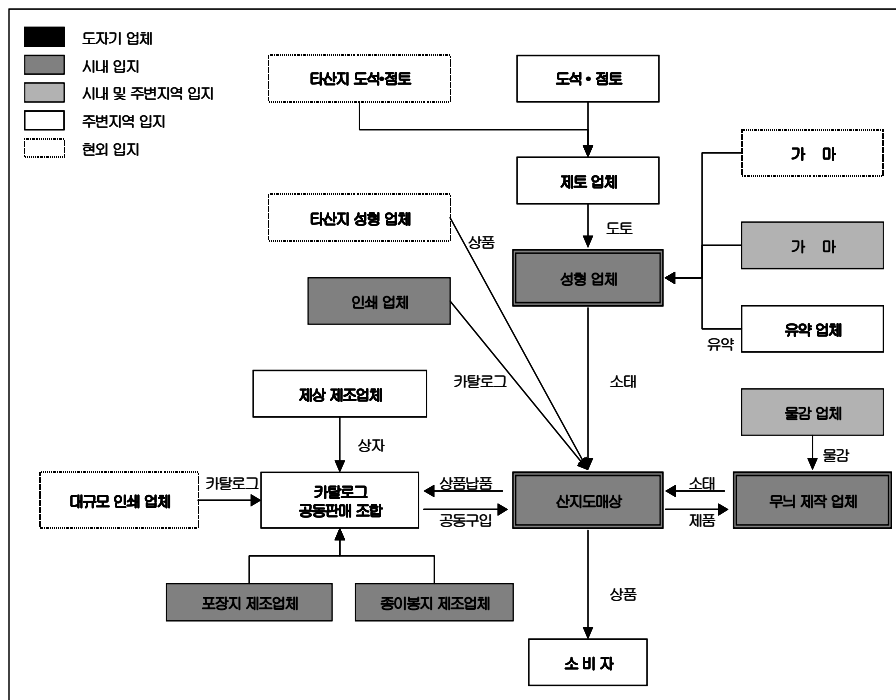 도자기 업체
시내 입지
시내 및 주변지역 입지
주변지역 입지
현외 입지
타산지 도석•점토
도석 • 점토
제토 업체
가 마
타산지 성형 업체
상품
도토
성형 업체
가 마
인쇄 업체
유약 업체
유약
카탈로그
소태
제상 제조업체
물감 업체
상자
물감
대규모 인쇄 업체
카탈로그
카탈로그
공동판매 조합
상품납품
공동구입
산지도매상
소태
제품
무늬 제작 업체
포장지 제조업체
종이봉지 제조업체
상품
소 비 자